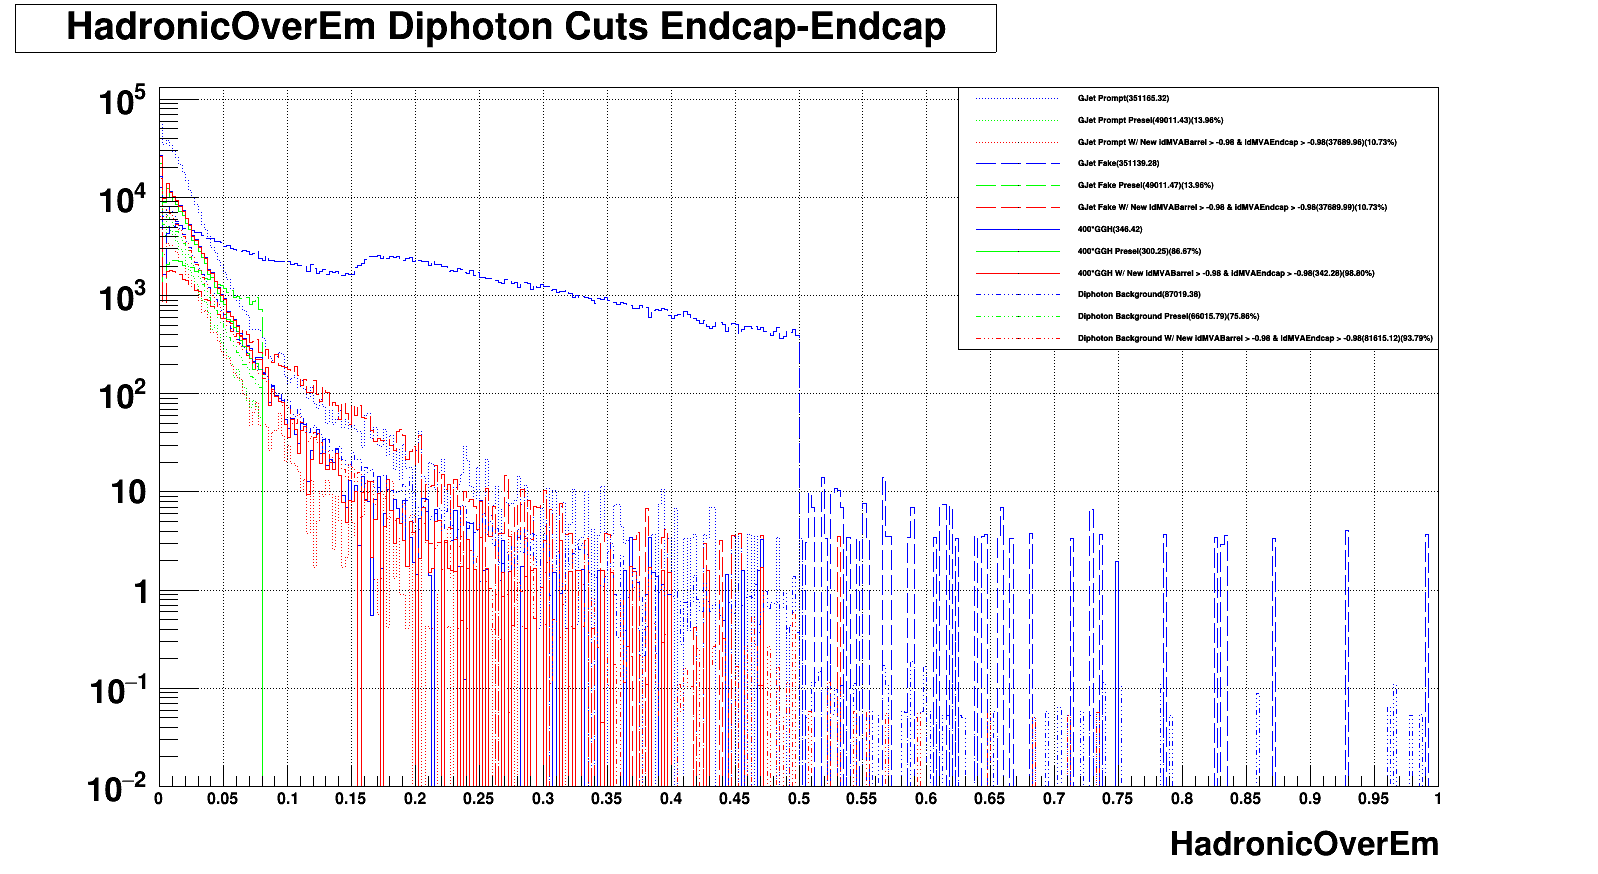 HadronicOverEm Diphoton Cuts Endcap-Endcap
10^5
10^4
10^3
10^2
10
1
10^−1
10^−2
GJet Prompt(351165.32)
GJet Prompt Presel(49011.43)(13.96%)
GJet Prompt W/ New IdMVABarrel > -0.98 & IdMVAEndcap > -0.98(37689.96)(10.73%)
GJet Fake(351139.28)
GJet Fake Presel(49011.47)(13.96%)
GJet Fake W/ New IdMVABarrel > -0.98 & IdMVAEndcap > -0.98(37689.99)(10.73%)
400*GGH(346.42)
400*GGH Presel(300.25)(86.67%)
400*GGH W/ New IdMVABarrel > -0.98 & IdMVAEndcap > -0.98(342.28)(98.80%)
Diphoton Background(87019.38)
Diphoton Background Presel(66015.79)(75.86%)
Diphoton Background W/ New IdMVABarrel > -0.98 & IdMVAEndcap > -0.98(81615.12)(93.79%)
0 0.05 0.1 0.15 0.2 0.25 0.3 0.35 0.4 0.45 0.5 0.55 0.6 0.65 0.7 0.75 0.8 0.85 0.9 0.95 1
HadronicOverEm